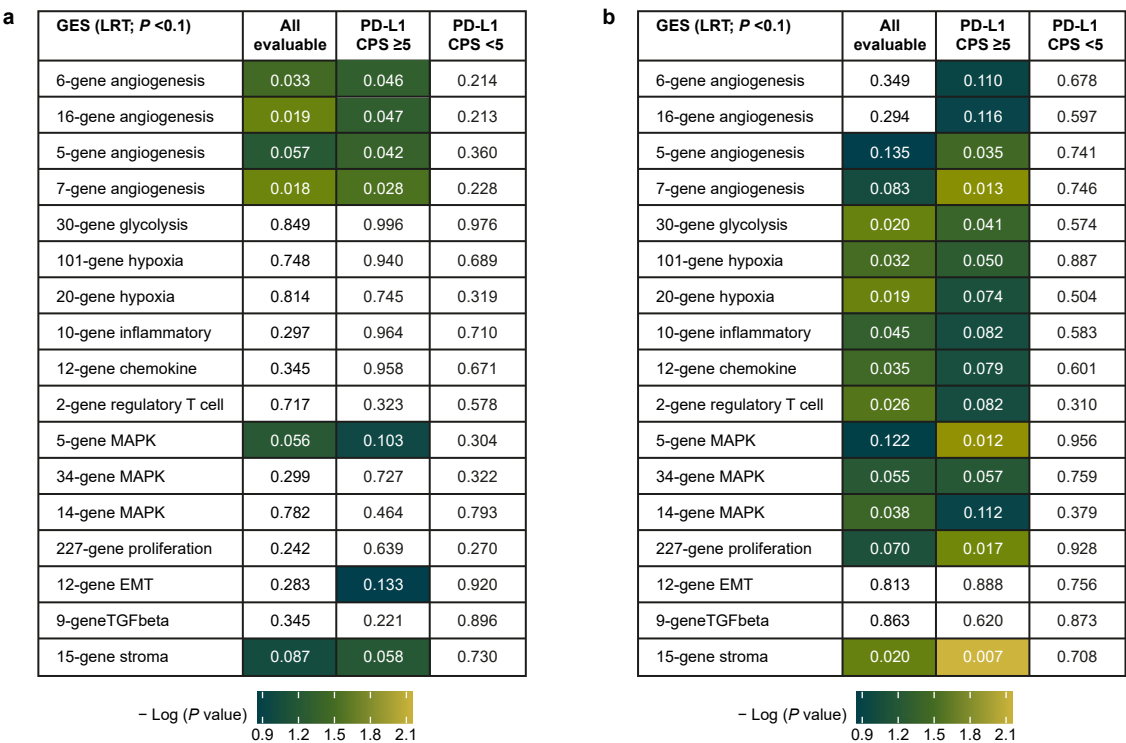 a
GES (LRT; P <0.1) All evaluable PD-L1 CPS ≥5 PD-L1 CPS <5
6-gene angiogenesis 0.033 0.046 0.214
16-gene angiogenesis 0.019 0.047 0.213
5-gene angiogenesis 0.057 0.042 0.360
7-gene angiogenesis 0.018 0.028 0.228
30-gene glycolysis 0.849 0.996 0.976
101-gene hypoxia 0.748 0.940 0.689
20-gene hypoxia 0.814 0.745 0.319
10-gene inflammatory 0.297 0.964 0.710
12-gene chemokine 0.345 0.958 0.671
2-gene regulatory T cell 0.717 0.323 0.578
5-gene MAPK 0.056 0.103 0.304
34-gene MAPK 0.299 0.727 0.322
14-gene MAPK 0.782 0.464 0.793
227-gene proliferation 0.242 0.639 0.270
12-gene EMT 0.283 0.133 0.920
9-geneTGFbeta 0.345 0.221 0.896
15-gene stroma 0.087 0.058 0.730
− Log (P value)
0.9 1.2 1.5 1.8 2.1
b
GES (LRT; P <0.1) All evaluable PD-L1 CPS ≥5 PD-L1 CPS <5
6-gene angiogenesis 0.349 0.110 0.678
16-gene angiogenesis 0.294 0.116 0.597
5-gene angiogenesis 0.135 0.035 0.741
7-gene angiogenesis 0.083 0.013 0.746
30-gene glycolysis 0.020 0.041 0.574
101-gene hypoxia 0.032 0.050 0.887
20-gene hypoxia 0.019 0.074 0.504
10-gene inflammatory 0.045 0.082 0.583
12-gene chemokine 0.035 0.079 0.601
2-gene regulatory T cell 0.026 0.082 0.310
5-gene MAPK 0.122 0.012 0.956
34-gene MAPK 0.055 0.057 0.759
14-gene MAPK 0.038 0.112 0.379
227-gene proliferation 0.070 0.017 0.928
12-gene EMT 0.813 0.888 0.756
9-geneTGFbeta 0.863 0.620 0.873
15-gene stroma 0.020 0.007 0.708
− Log (P value)
0.9 1.2 1.5 1.8 2.1